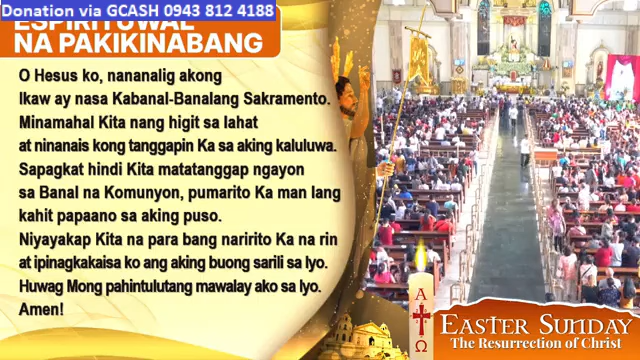 Donation via GCASH 0943 812 4188
ESPIRITUWAL
NA PAKIKINABANG
O Hesus ko, nananalig akong
Ikaw ay nasa Kabanal-Banalang Sakramento.
Minamahal Kita nang higit sa lahat
at ninanais kong tanggapin Ka sa aking kaluluwa.
Sapagkat hindi Kita matatanggap ngayon
sa Banal na Komunyon, pumarito Ka man lang
kahit papaano sa aking puso.
Niyayakap Kita na para bang naririto Ka na rin
at ipinagkakaisa ko ang aking buong sarili sa Iyo.
Huwag Mong pahintulutang mawalay ako sa Iyo.
Amen!
Α
Ω
EASTER SUNDAY
The Resurrection of Christ